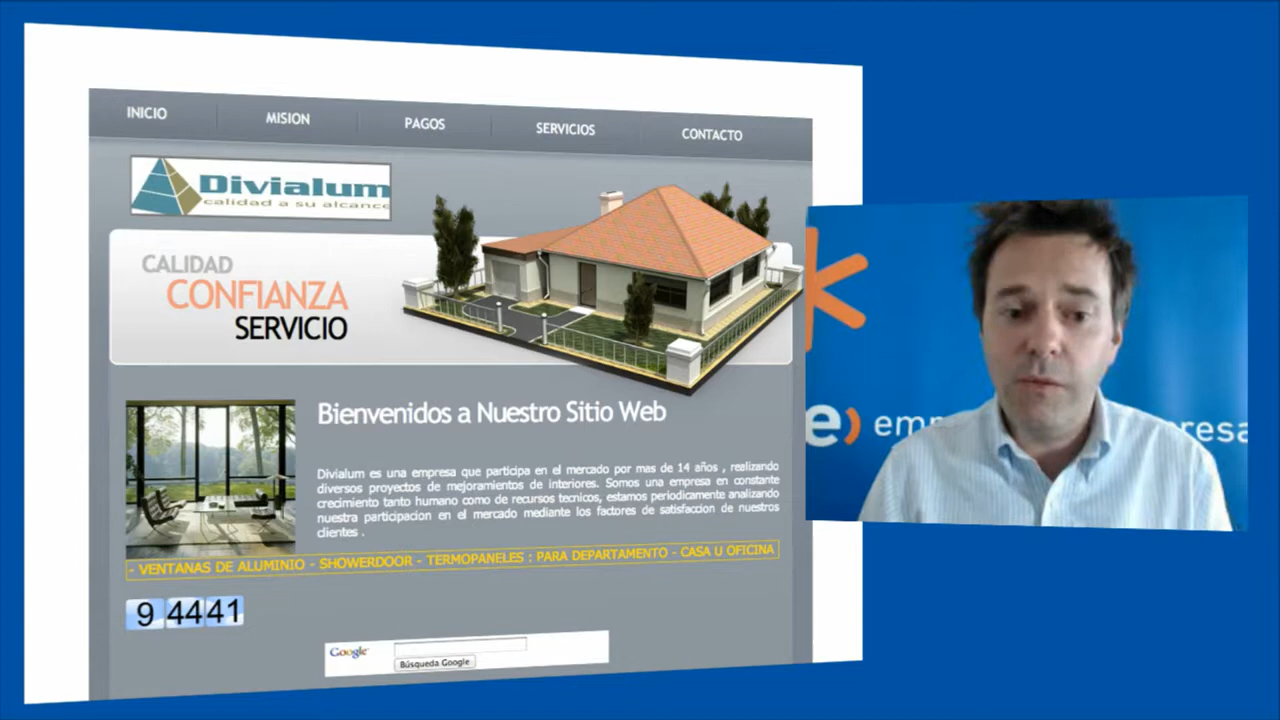 INICIO
MISION
PAGOS
SERVICIOS
CONTACTO
Divialum
calidad a su alcance
CALIDAD
CONFIANZA
SERVICIO
Bienvenidos a Nuestro Sitio Web
Divialum es una empresa que participa en el mercado por mas de 14 años , realizando
diversos proyectos de mejoramientos de interiores. Somos una empresa en constante
crecimiento tanto humano como de recursos tecnicos, estamos periodicamente analizando
nuestra participacion en el mercado mediante los factores de satisfaccion de nuestros
clientes .
- VENTANAS DE ALUMINIO - SHOWERDOOR - TERMOPANELES : PARA DEPARTAMENTO - CASA U OFICINA
9 4441
Google
Búsqueda Google
e)